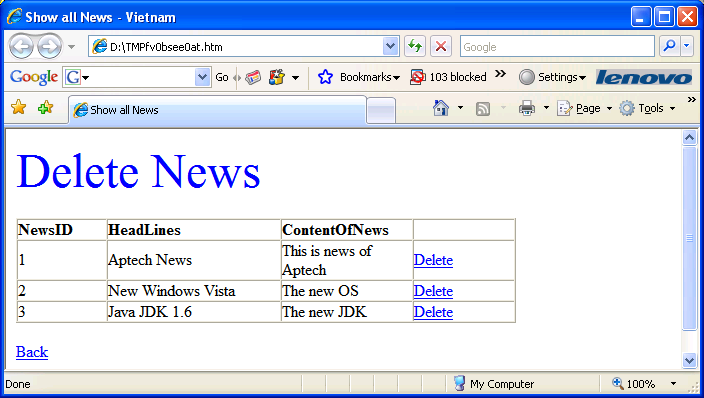 Show all News - Vietnam
D:\TMPfv0bsee0at.htm
Google
Google G Go Bookmarks 103 blocked » Settings lenovo
Show all News Page Tools »
Delete News
NewsID HeadLines ContentOfNews
1 Aptech News This is news of
Aptech Delete
2 New Windows Vista The new OS Delete
3 Java JDK 1.6 The new JDK Delete
Back
Done My Computer 100%